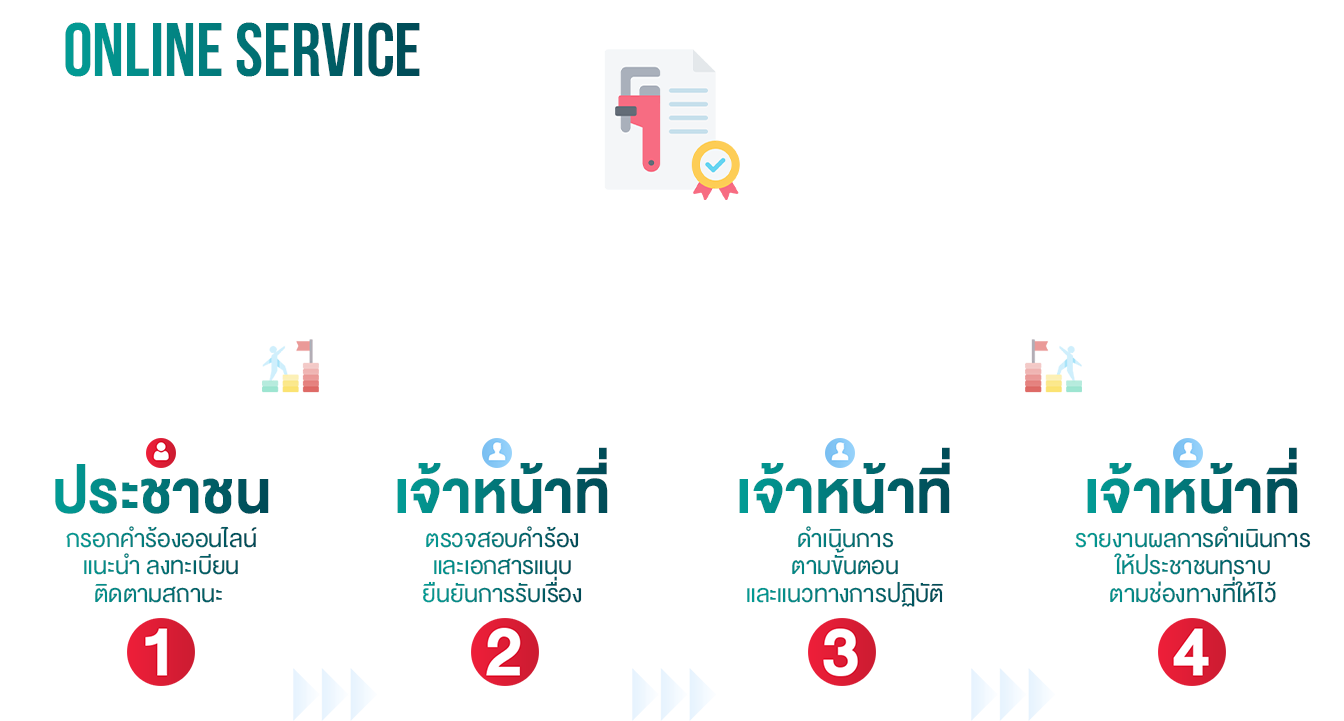 ONLINE SERVICE
ประชาชน
กรอกคำร้องออนไลน์
แนะนำ ลงทะเบียน
ติดตามสถานะ
1
เจ้าหน้าที่
ตรวจสอบคำร้อง
และเอกสารแนบ
ยืนยันการรับเรื่อง
2
เจ้าหน้าที่
ดำเนินการ
ตามขั้นตอน
และแนวทางการปฏิบัติ
3
เจ้าหน้าที่
รายงานผลการดำเนินการ
ให้ประชาชนทราบ
ตามช่องทางที่ให้ไว้
4